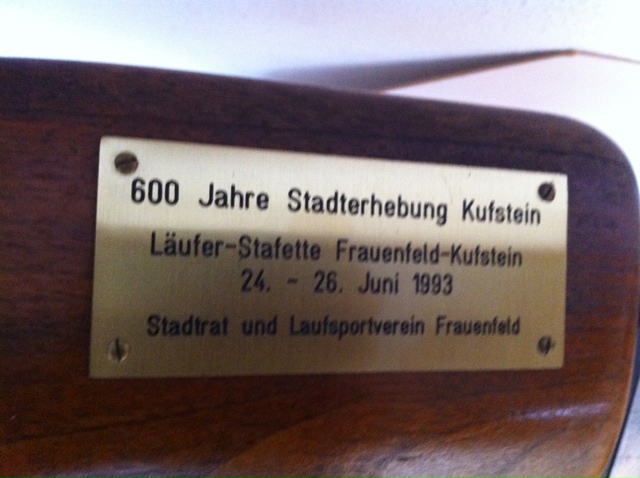 600 Jahre Stadterhebung Kufstein
Läufer-Stafette Frauenfeld-Kufstein
24. - 26. Juni 1993
Stadtrat und Laufsportverein Frauenfeld